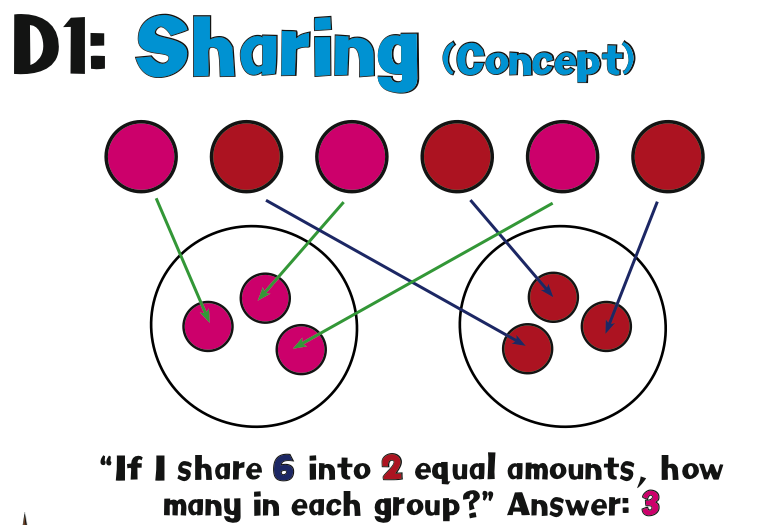 D1: Sharing (Concept)
“If I share 6 into 2 equal amounts, how
many in each group?” Answer: 3